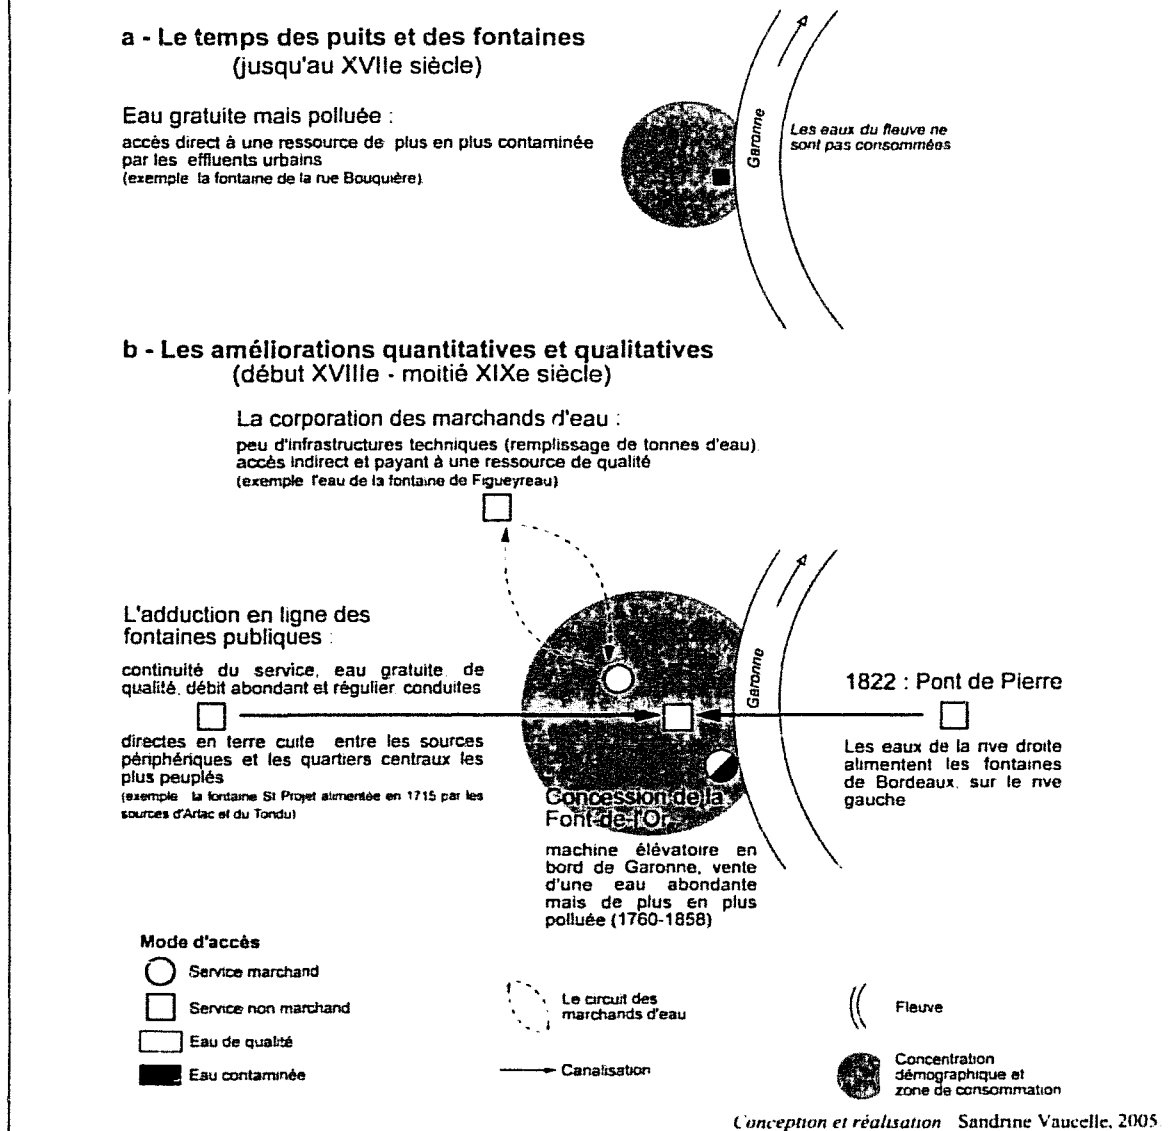 a - Le temps des puits et des fontaines
(jusqu'au XVIIe siècle)
Eau gratuite mais polluée :
accès direct à une ressource de plus en plus contaminée
par les effluents urbains
(exemple la fontaine de la rue Bouquière)
Garonne
Les eaux du fleuve ne
sont pas consommées
b - Les améliorations quantitatives et qualitatives
(début XVIIIe - moitié XIXe siècle)
La corporation des marchands d'eau :
peu d'infrastructures techniques (remplissage de tonnes d'eau)
accès indirect et payant à une ressource de qualité
(exemple l'eau de la fontaine de Figueyreau)
L'adduction en ligne des
fontaines publiques :
continuité du service, eau gratuite de
qualité, débit abondant et régulier conduites
directes en terre cuite entre les sources
périphériques et les quartiers centraux les
plus peuplés
(exemple la fontaine St Projet alimentée en 1715 par les
sources d'Arlac et du Tondu)
Garonne
1822 : Pont de Pierre
Les eaux de la rive droite
alimentent les fontaines
de Bordeaux, sur le rive
gauche
Concession de la
Font-de-l'Or
machine élévatoire en
bord de Garonne, vente
d'une eau abondante
mais de plus en plus
polluée (1760-1858)
Mode d'accès
Service marchand
Service non marchand
Eau de qualité
Eau contaminée
Le circuit des
marchands d'eau
Canalisation
Fleuve
Concentration
démographique et
zone de consommation
Conception et réalisation Sandrine Vaucelle, 2005